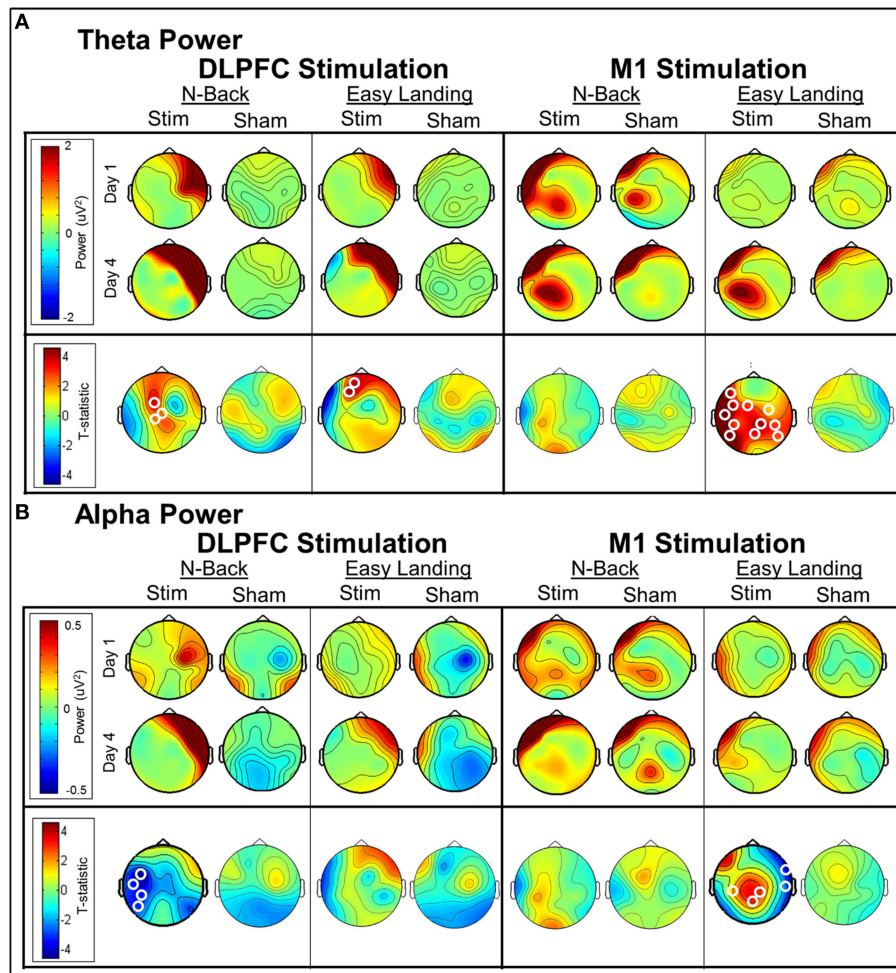 A
Theta Power
DLPFC Stimulation M1 Stimulation
N-Back Easy Landing N-Back Easy Landing
Stim Sham Stim Sham Stim Sham Stim Sham
2
0
-2
Power (uV²)
Day 1
Day 4
4
2
0
-2
-4
T-statistic
B
Alpha Power
DLPFC Stimulation M1 Stimulation
N-Back Easy Landing N-Back Easy Landing
Stim Sham Stim Sham Stim Sham Stim Sham
0.5
0
-0.5
Power (uV²)
Day 1
Day 4
4
2
0
-2
-4
T-statistic